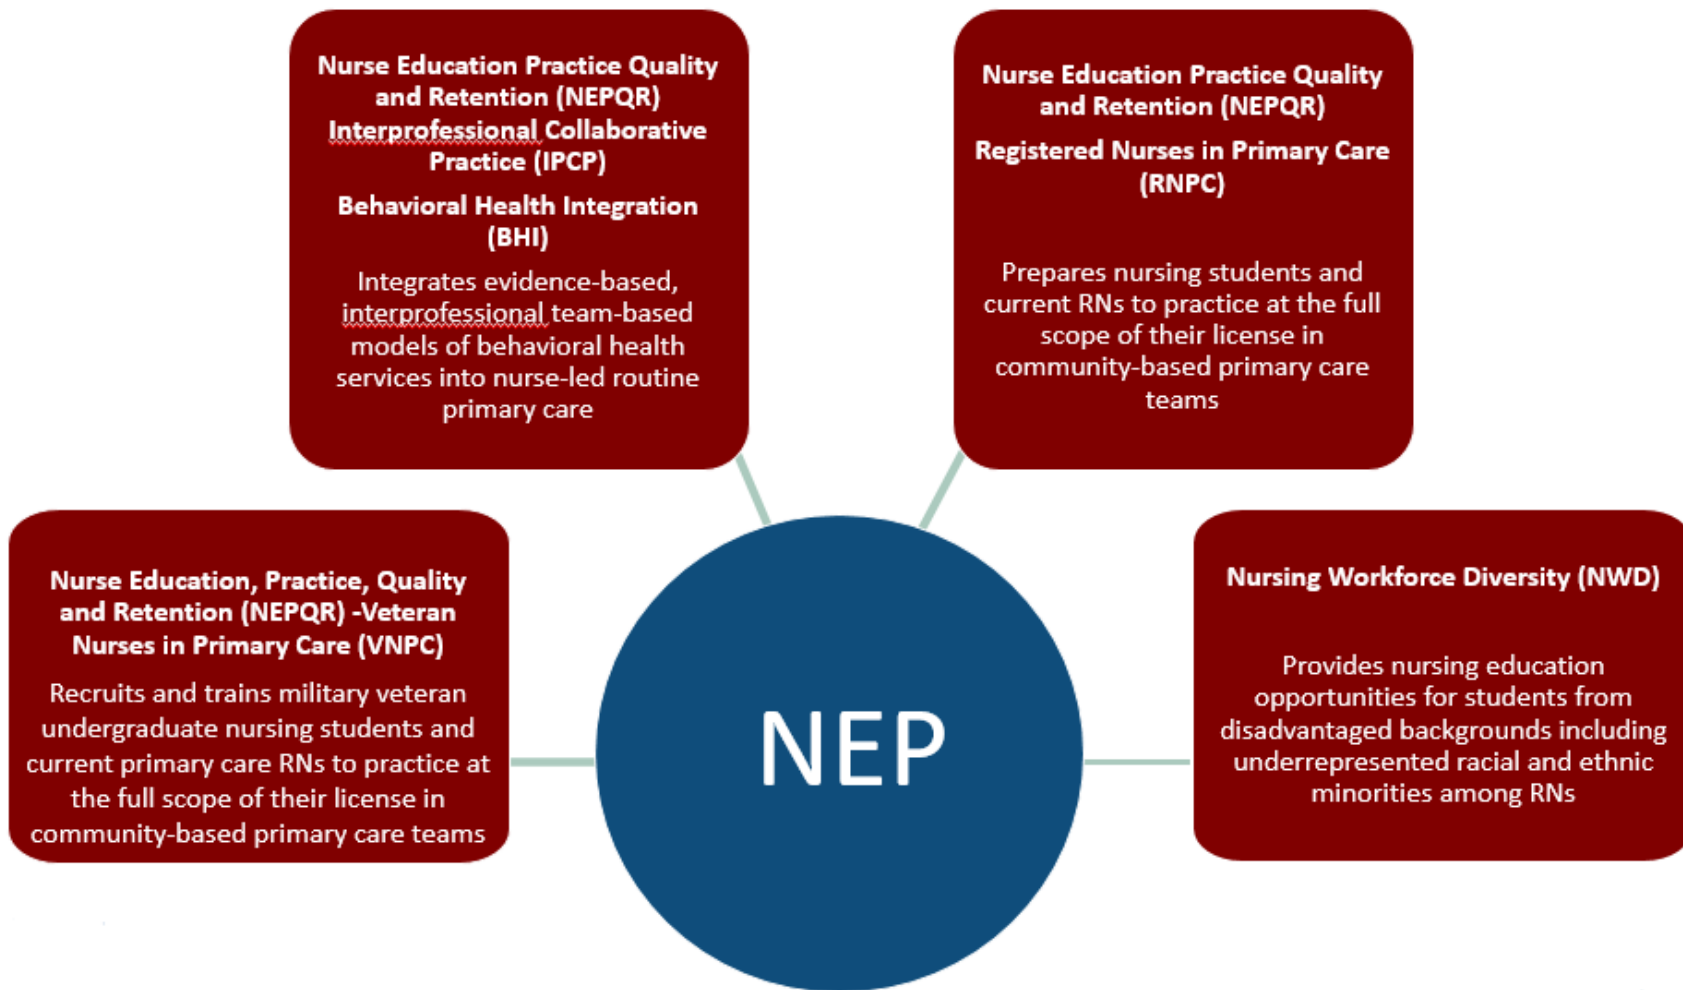 Nurse Education Practice Quality
and Retention (NEPQR)
Interprofessional Collaborative
Practice (IPCP)
Behavioral Health Integration
(BHI)
Integrates evidence-based,
interprofessional team-based
models of behavioral health
services into nurse-led routine
primary care
Nurse Education Practice Quality
and Retention (NEPQR)
Registered Nurses in Primary Care
(RNPC)
Prepares nursing students and
current RNs to practice at the full
scope of their license in
community-based primary care
teams
Nurse Education, Practice, Quality
and Retention (NEPQR) -Veteran
Nurses in Primary Care (VNPC)
Recruits and trains military veteran
undergraduate nursing students and
current primary care RNs to practice at
the full scope of their license in
community-based primary care teams
NEP
Nursing Workforce Diversity (NWD)
Provides nursing education
opportunities for students from
disadvantaged backgrounds including
underrepresented racial and ethnic
minorities among RNs